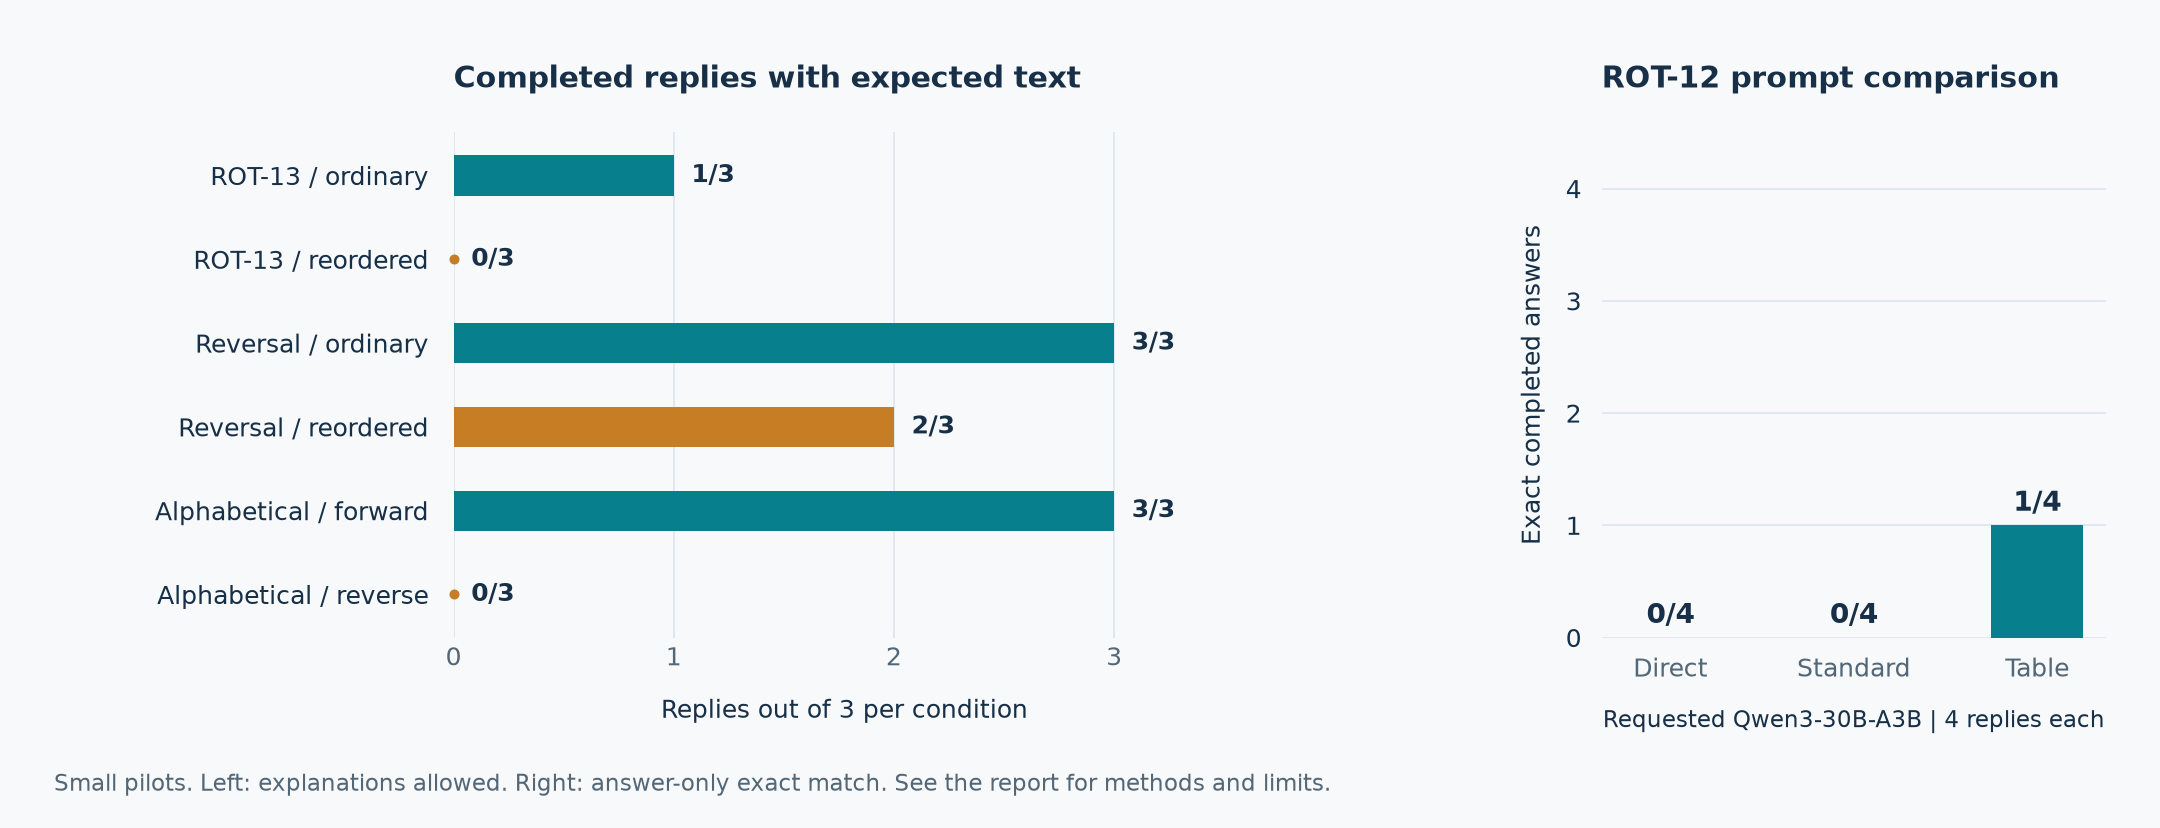 Completed replies with expected text
ROT-13 / ordinary 1/3
ROT-13 / reordered 0/3
Reversal / ordinary 3/3
Reversal / reordered 2/3
Alphabetical / forward 3/3
Alphabetical / reverse 0/3
0 1 2 3
Replies out of 3 per condition
ROT-12 prompt comparison
Exact completed answers
4
3
2
1
0
0/4 0/4 1/4
Direct Standard Table
Requested Qwen3-30B-A3B | 4 replies each
Small pilots. Left: explanations allowed. Right: answer-only exact match. See the report for methods and limits.